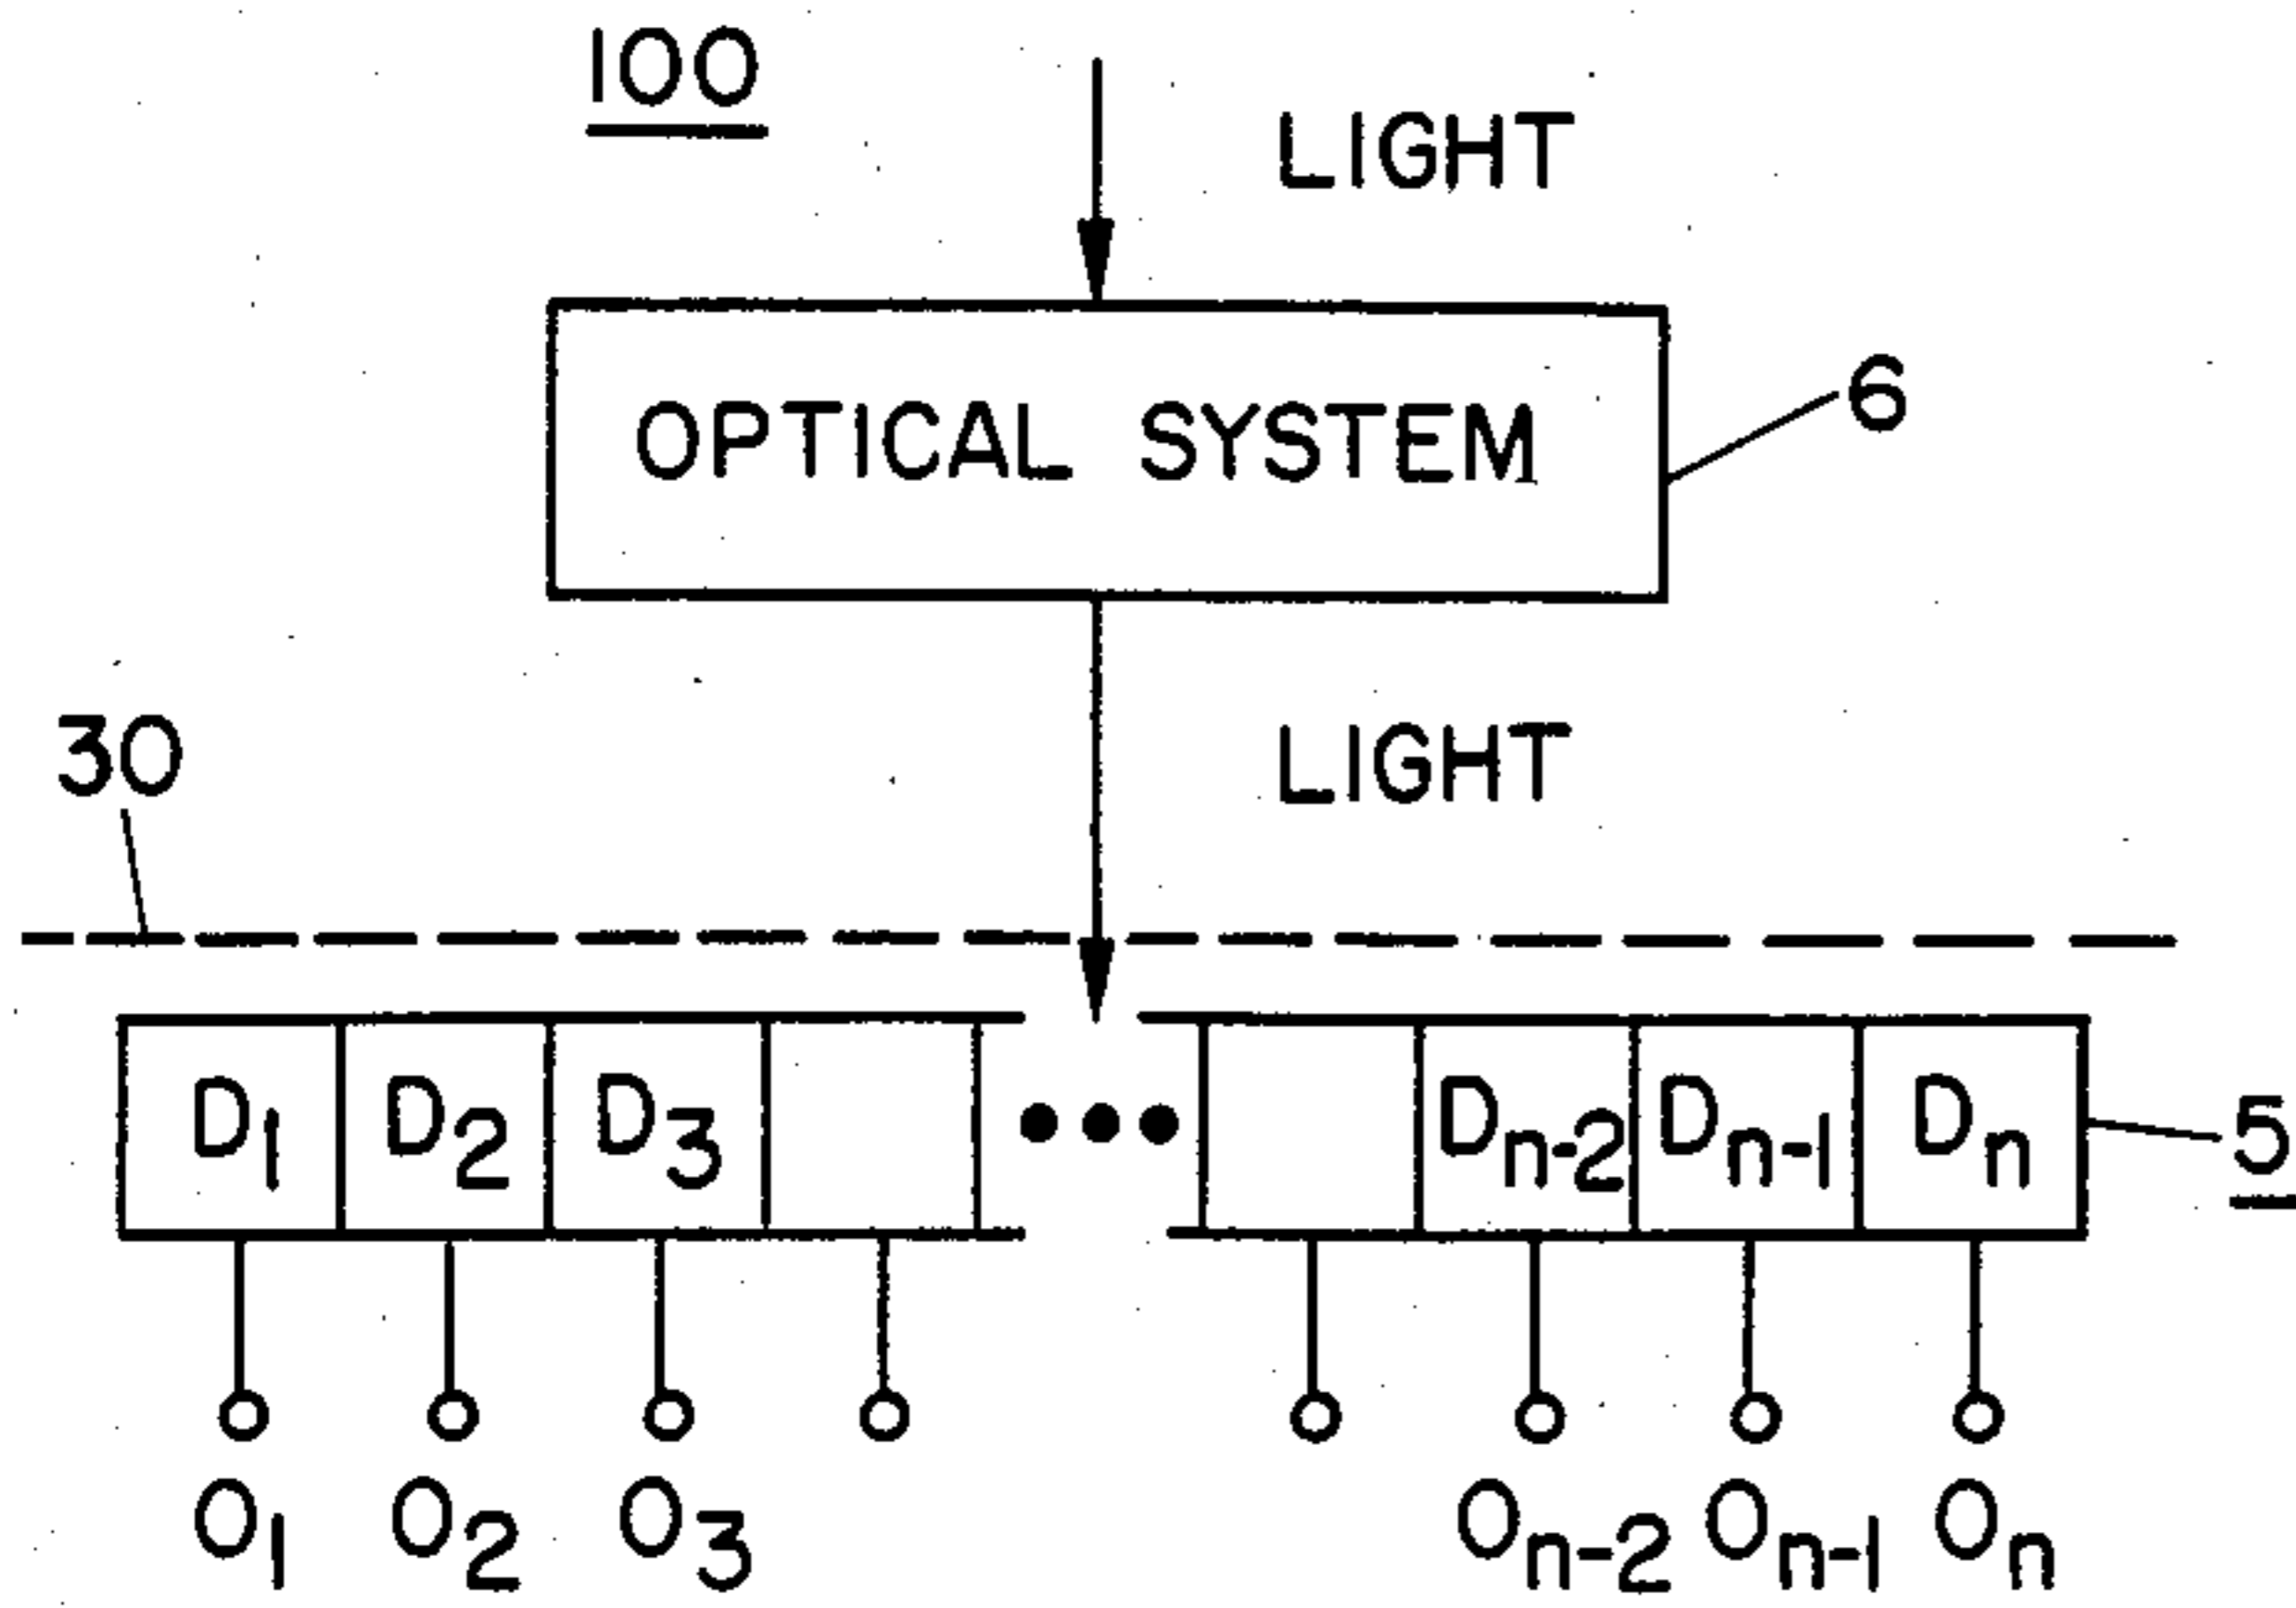 100
LIGHT
OPTICAL SYSTEM
6
30
LIGHT
D1 D2 D3 ••• Dn-2 Dn-1 Dn
5
O1 O2 O3 On-2 On-1 On